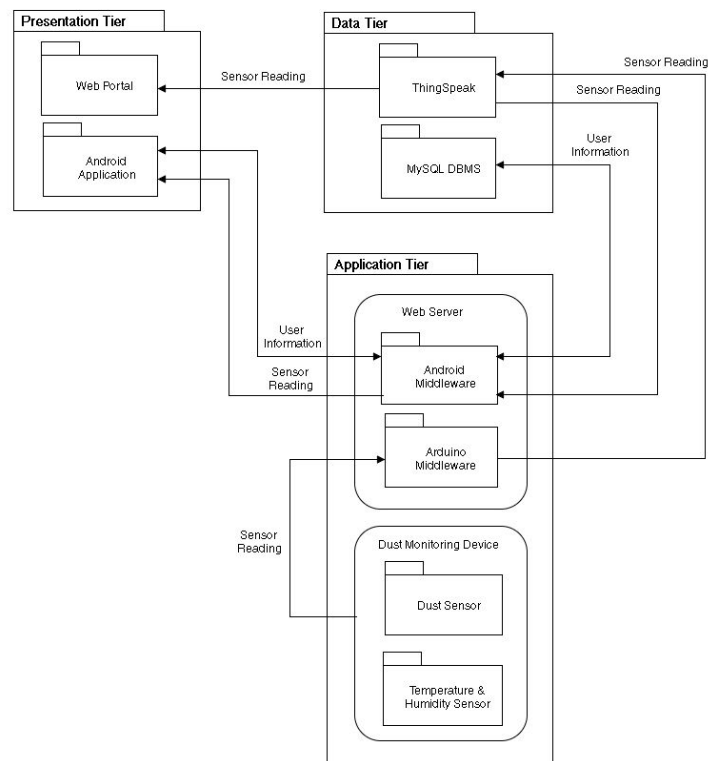 Presentation Tier
Web Portal
Android
Application
Sensor Reading
Data Tier
ThingSpeak
MySQL DBMS
Sensor Reading
Sensor Reading
User
Information
Application Tier
Web Server
Android
Middleware
Arduino
Middleware
User
Information
Sensor
Reading
Sensor
Reading
Dust Monitoring Device
Dust Sensor
Temperature &
Humidity Sensor